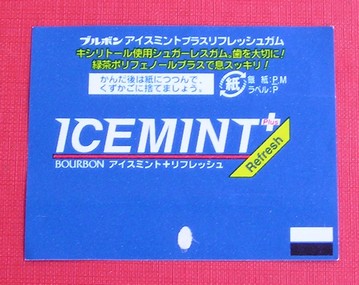 ブルボン アイスミントプラスリフレッシュガム
キシリトール使用シュガーレスガム。歯を大切に!
緑茶ポリフェノールプラスで息スッキリ!
かんだ後は紙につつんで、
くずかごに捨てましょう。
紙
個 紙:P,M
ラベル:P
ICEMINT
Plus
Refresh
BOURBON アイスミント+リフレッシュ